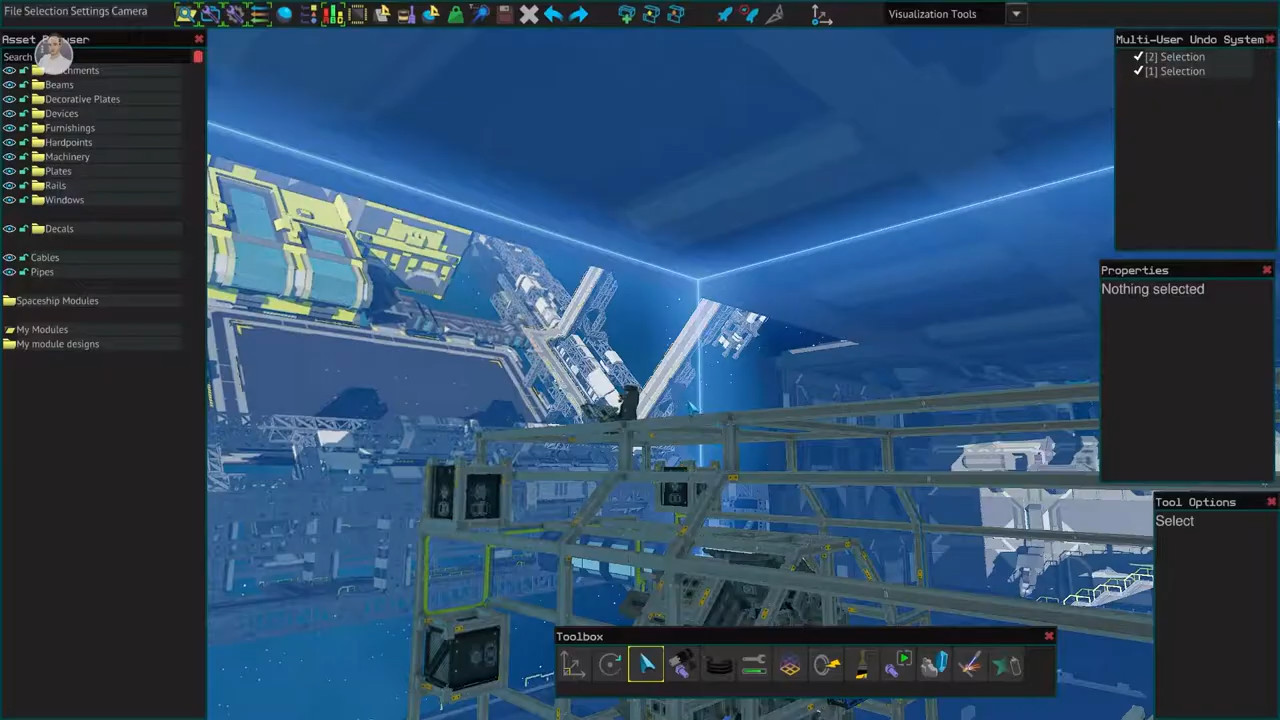 File Selection Settings Camera
Visualization Tools
Asset Browser
Search
Attachments
Beams
Decorative Plates
Devices
Furnishings
Hardpoints
Machinery
Plates
Rails
Windows
Decals
Cables
Pipes
Spaceship Modules
My Modules
My module designs
Multi-User Undo System
[2] Selection
[1] Selection
Properties
Nothing selected
Tool Options
Select
Toolbox